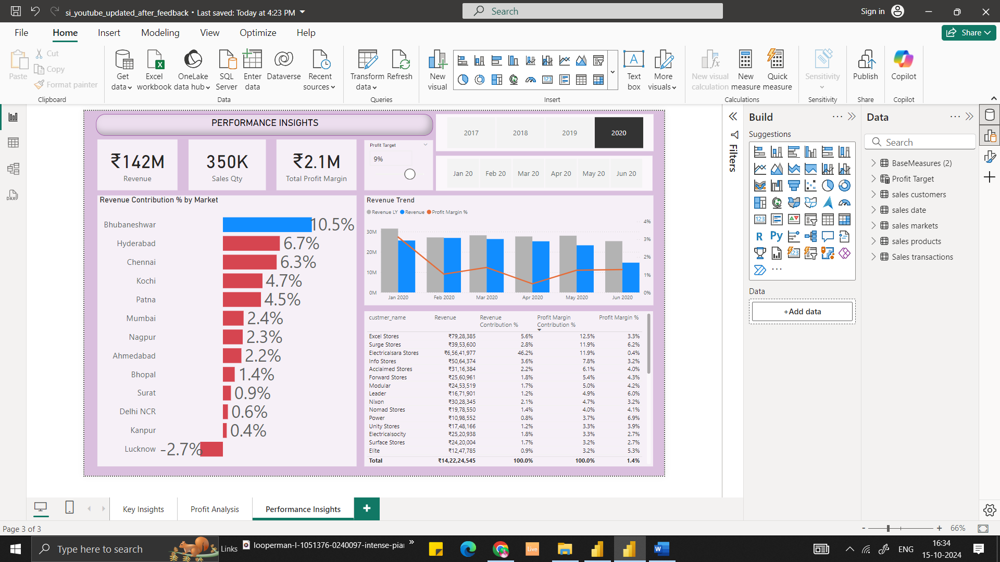 si_youtube_updated_after_feedback • Last saved: Today at 4:23 PM
Search
Sign in
File
Home
Insert
Modeling
View
Optimize
Help
Share
Paste
Cut
Copy
Format painter
Clipboard
Get data
Excel workbook
OneLake data hub
SQL Server
Enter data
Dataverse
Recent sources
Data
Transform data
Refresh
Queries
New visual
Text box
More visuals
Insert
New visual calculation
New measure
Quick measure
Calculations
Sensitivity
Sensitivity
Publish
Share
Copilot
Copilot
PERFORMANCE INSIGHTS
₹142M
Revenue
350K
Sales Qty
₹2.1M
Total Profit Margin
Profit Target
9%
2017 2018 2019 2020
Jan 20 Feb 20 Mar 20 Apr 20 May 20 Jun 20
Revenue Contribution % by Market
Bhubaneshwar 10.5%
Hyderabad 6.7%
Chennai 6.3%
Kochi 4.7%
Patna 4.5%
Mumbai 2.4%
Nagpur 2.3%
Ahmedabad 2.2%
Bhopal 1.4%
Surat 0.9%
Delhi NCR 0.6%
Kanpur 0.4%
Lucknow -2.7%
Revenue Trend
Revenue LY Revenue Profit Margin %
30M
20M
10M
0M
4%
3%
2%
1%
0%
Jan 2020 Feb 2020 Mar 2020 Apr 2020 May 2020 Jun 2020
custmer_name Revenue Revenue Contribution % Profit Margin Contribution % Profit Margin %
Excel Stores ₹79,28,385 5.6% 12.5% 3.3%
Surge Stores ₹39,53,600 2.8% 11.9% 6.2%
Electricalsara Stores ₹6,56,41,977 46.2% 11.9% 0.4%
Info Stores ₹50,64,374 3.6% 7.8% 3.2%
Acclaimed Stores ₹31,16,384 2.2% 6.1% 4.0%
Forward Stores ₹25,60,961 1.8% 5.4% 4.3%
Modular ₹24,53,519 1.7% 5.0% 4.2%
Leader ₹16,71,901 1.2% 4.9% 6.0%
Nixon ₹30,28,345 2.1% 4.7% 3.2%
Nomad Stores ₹19,78,550 1.4% 4.0% 4.1%
Power ₹10,98,552 0.8% 3.7% 6.9%
Unity Stores ₹17,48,166 1.2% 3.3% 3.9%
Electricalsocity ₹25,20,938 1.8% 3.3% 2.7%
Surface Stores ₹24,20,004 1.7% 3.2% 2.7%
Elite ₹12,47,785 0.9% 3.2% 5.3%
Total ₹14,22,24,545 100.0% 100.0% 1.4%
Filters
Build
Suggestions
123
R
Py
123
Data
+Add data
Data
Search
BaseMeasures (2)
Profit Target
sales customers
sales date
sales markets
sales products
Sales transactions
DAX
Key Insights
Profit Analysis
Performance Insights
+
Page 3 of 3
- + 66%
Type here to search
Links
looperman-l-1051376-0240097-intense-piar
Live
ENG
16:34
15-10-2024